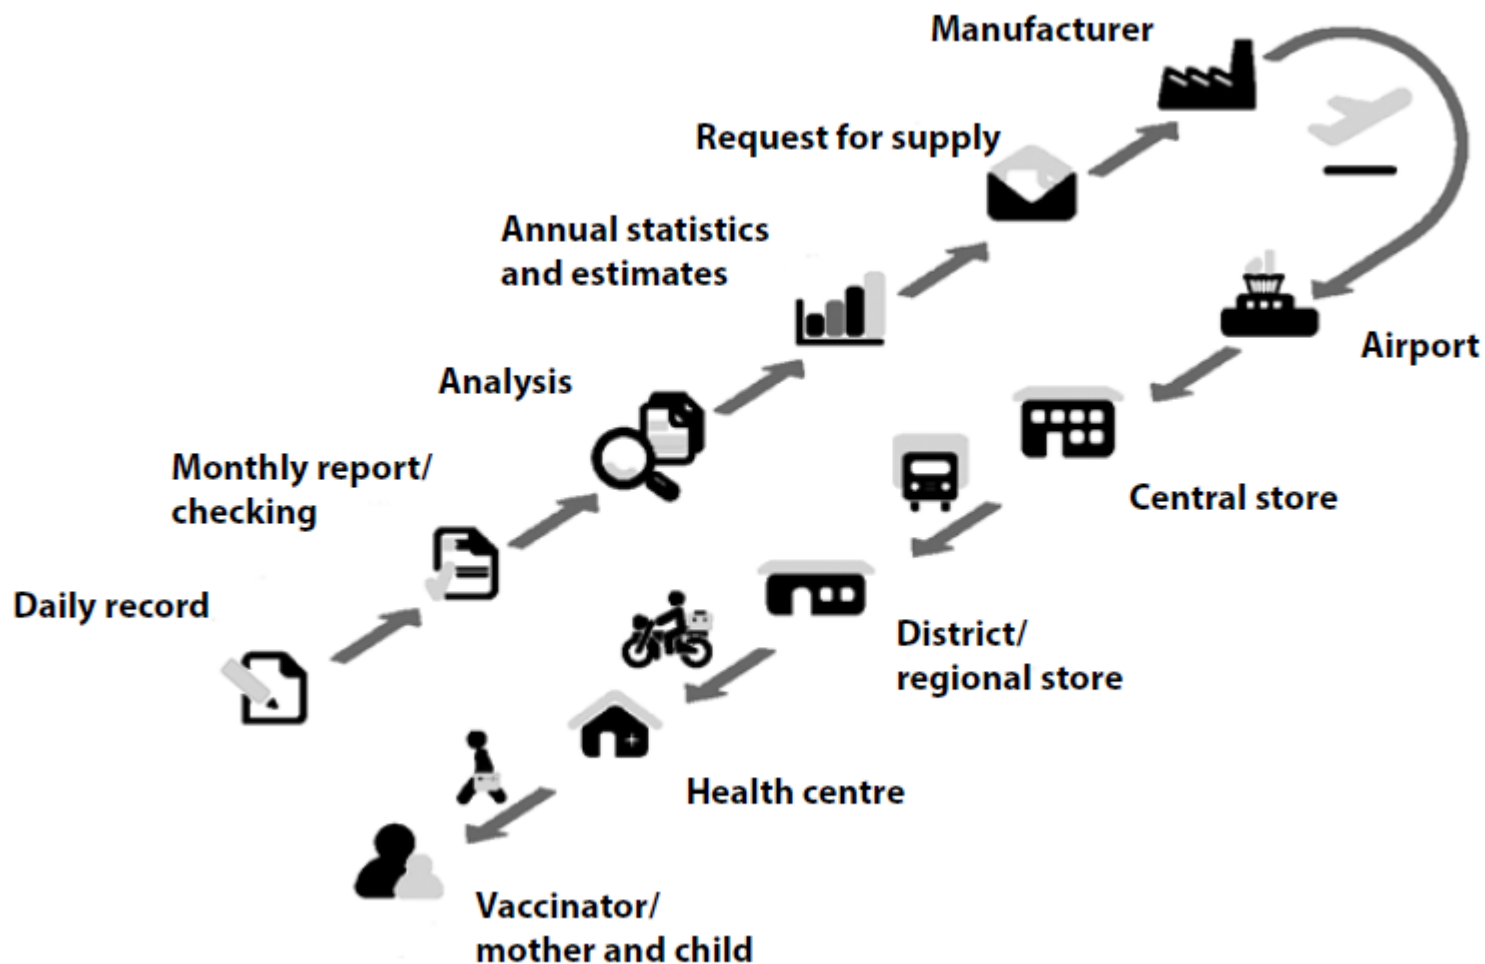 Manufacturer
Request for supply
Annual statistics
and estimates
Airport
Analysis
Monthly report/
checking
Central store
Daily record
District/
regional store
Health centre
Vaccinator/
mother and child